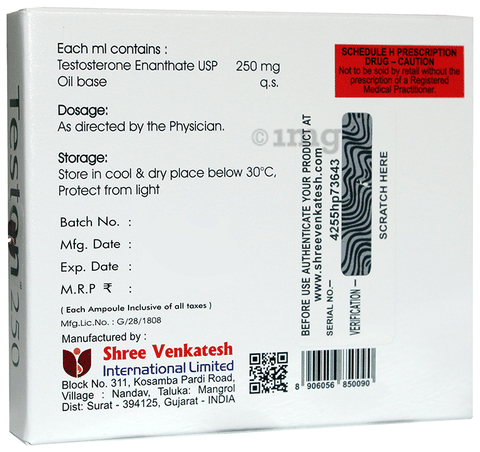 Each ml contains :
Testosterone Enanthate USP 250 mg
Oil base q.s.
Dosage:
As directed by the Physician.
Storage:
Store in cool & dry place below 30°C,
Protect from light
Batch No. :
Mfg. Date :
Exp. Date :
M.R.P ₹ :
( Each Ampoule Inclusive of all taxes )
Mfg.Lic.No. : G/28/1808
Manufactured by :
Shree Venkatesh
International Limited
Block No. 311, Kosamba Pardi Road,
Village : Nandav, Taluka: Mangrol
Dist: Surat - 394125, Gujarat - INDIA
SCHEDULE H PRESCRIPTION
DRUG – CAUTION
Not to be sold by retail without the
prescription of a Registered
Medical Practitioner.
BEFORE USE AUTHENTICATE YOUR PRODUCT AT
www.shreevenkatesh.com
SERIAL NO.—
4255hp73643
VERIFICATION —
SCRATCH HERE
8 906056 850090
© 1mg
250